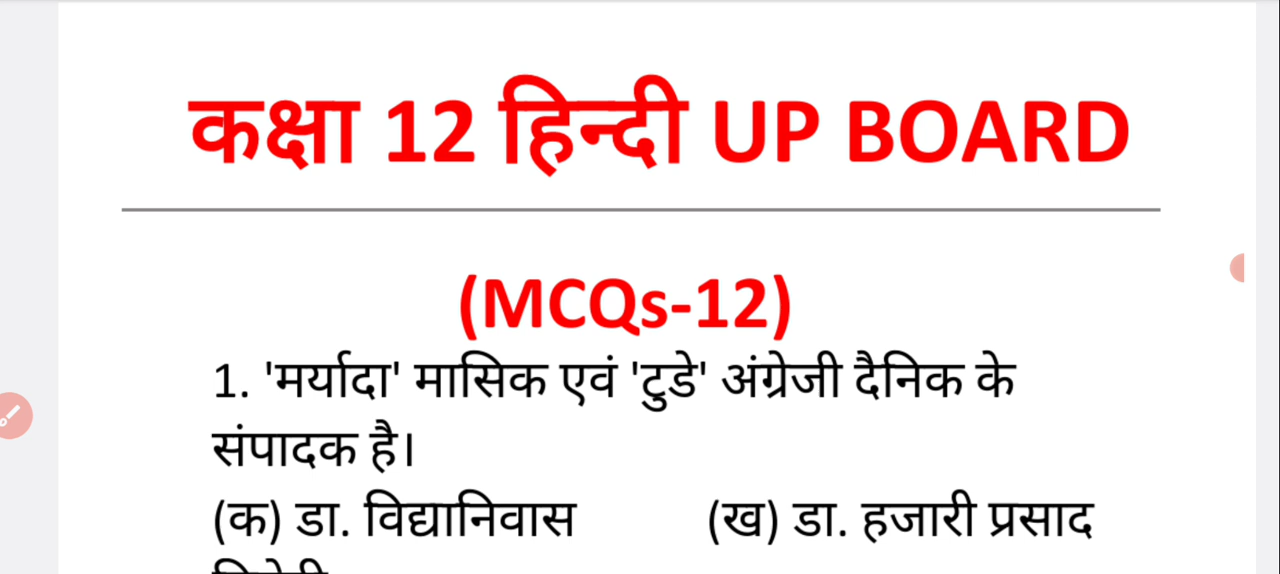 कक्षा 12 हिन्दी UP BOARD
(MCQs-12)
1. 'मर्यादा' मासिक एवं 'टुडे' अंग्रेजी दैनिक के
संपादक है।
(क) डा. विद्यानिवास (ख) डा. हजारी प्रसाद